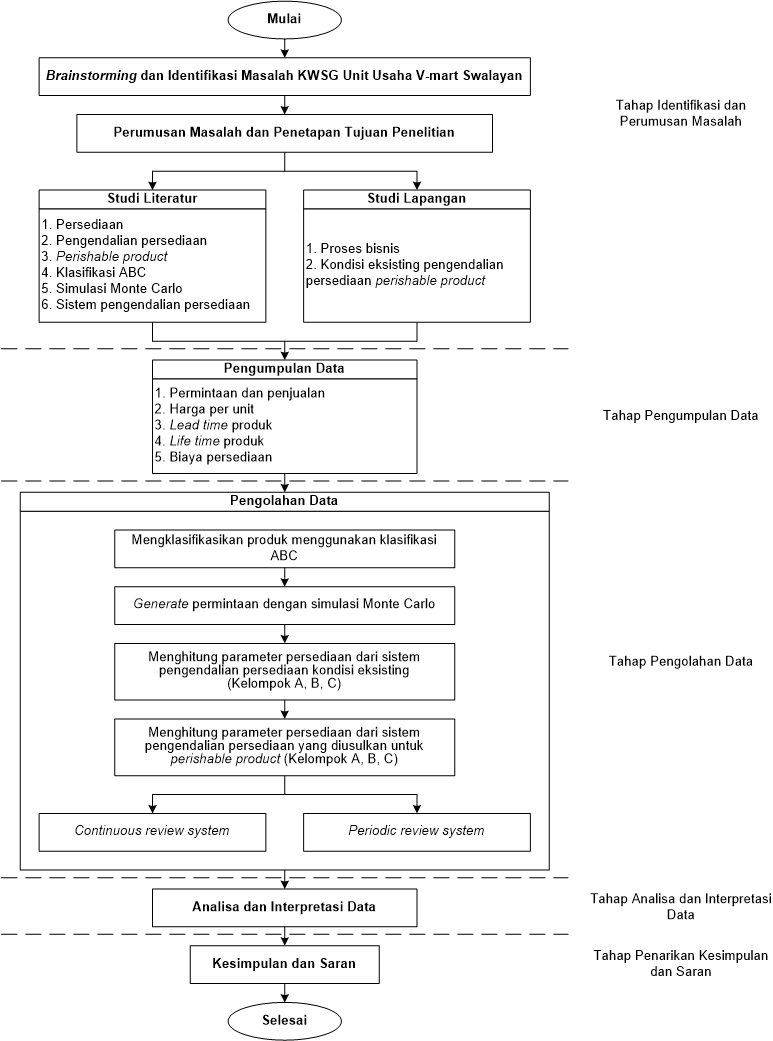 Mulai
Brainstorming dan Identifikasi Masalah KWSG Unit Usaha V-mart Swalayan
Tahap Identifikasi dan
Perumusan Masalah
Perumusan Masalah dan Penetapan Tujuan Penelitian
Studi Literatur
1. Persediaan
2. Pengendalian persediaan
3. Perishable product
4. Klasifikasi ABC
5. Simulasi Monte Carlo
6. Sistem pengendalian persediaan
Studi Lapangan
1. Proses bisnis
2. Kondisi eksisting pengendalian
persediaan perishable product
Pengumpulan Data
1. Permintaan dan penjualan
2. Harga per unit
3. Lead time produk
4. Life time produk
5. Biaya persediaan
Tahap Pengumpulan Data
Pengolahan Data
Mengklasifikasikan produk menggunakan klasifikasi
ABC
Generate permintaan dengan simulasi Monte Carlo
Menghitung parameter persediaan dari sistem
pengendalian persediaan kondisi eksisting
(Kelompok A, B, C)
Tahap Pengolahan Data
Menghitung parameter persediaan dari sistem
pengendalian persediaan yang diusulkan untuk
perishable product (Kelompok A, B, C)
Continuous review system
Periodic review system
Analisa dan Interpretasi Data
Tahap Analisa dan Interpretasi
Data
Kesimpulan dan Saran
Tahap Penarikan Kesimpulan
dan Saran
Selesai